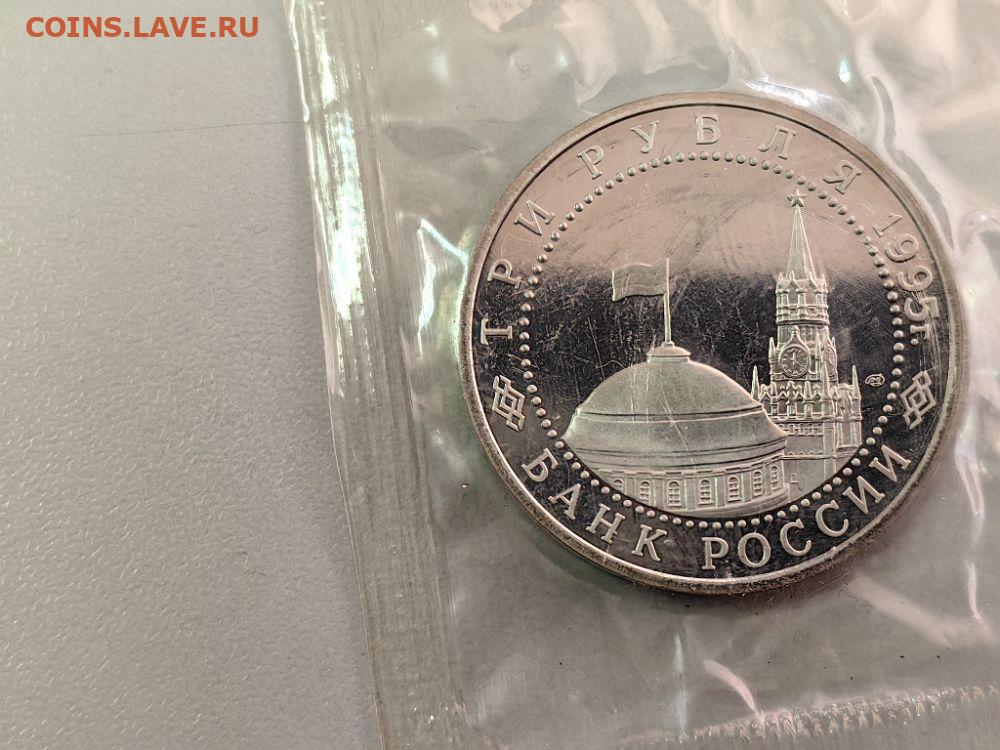 COINS.LAVE.RU
ТРИ РУБЛЯ 1995г.
БАНК РОССИИ